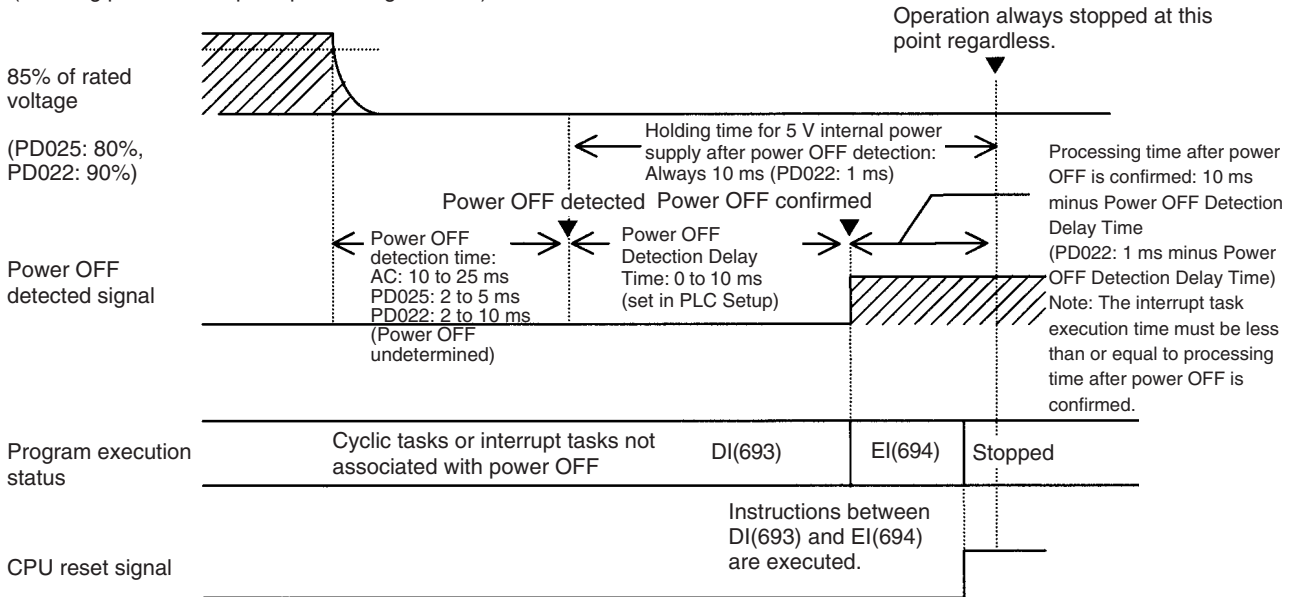 Operation always stopped at this
point regardless.
85% of rated
voltage
(PD025: 80%,
PD022: 90%)
Holding time for 5 V internal power
supply after power OFF detection:
Always 10 ms (PD022: 1 ms)
Processing time after power
OFF is confirmed: 10 ms
minus Power OFF Detection
Delay Time
(PD022: 1 ms minus Power
OFF Detection Delay Time)
Note: The interrupt task
execution time must be less
than or equal to processing
time after power OFF is
confirmed.
Power OFF detected
Power OFF confirmed
Power OFF
detection time:
AC: 10 to 25 ms
PD025: 2 to 5 ms
PD022: 2 to 10 ms
(Power OFF
undetermined)
Power OFF
Detection Delay
Time: 0 to 10 ms
(set in PLC Setup)
Power OFF
detected signal
Program execution
status
Cyclic tasks or interrupt tasks not
associated with power OFF
DI(693)
EI(694)
Stopped
Instructions between
DI(693) and EI(694)
are executed.
CPU reset signal